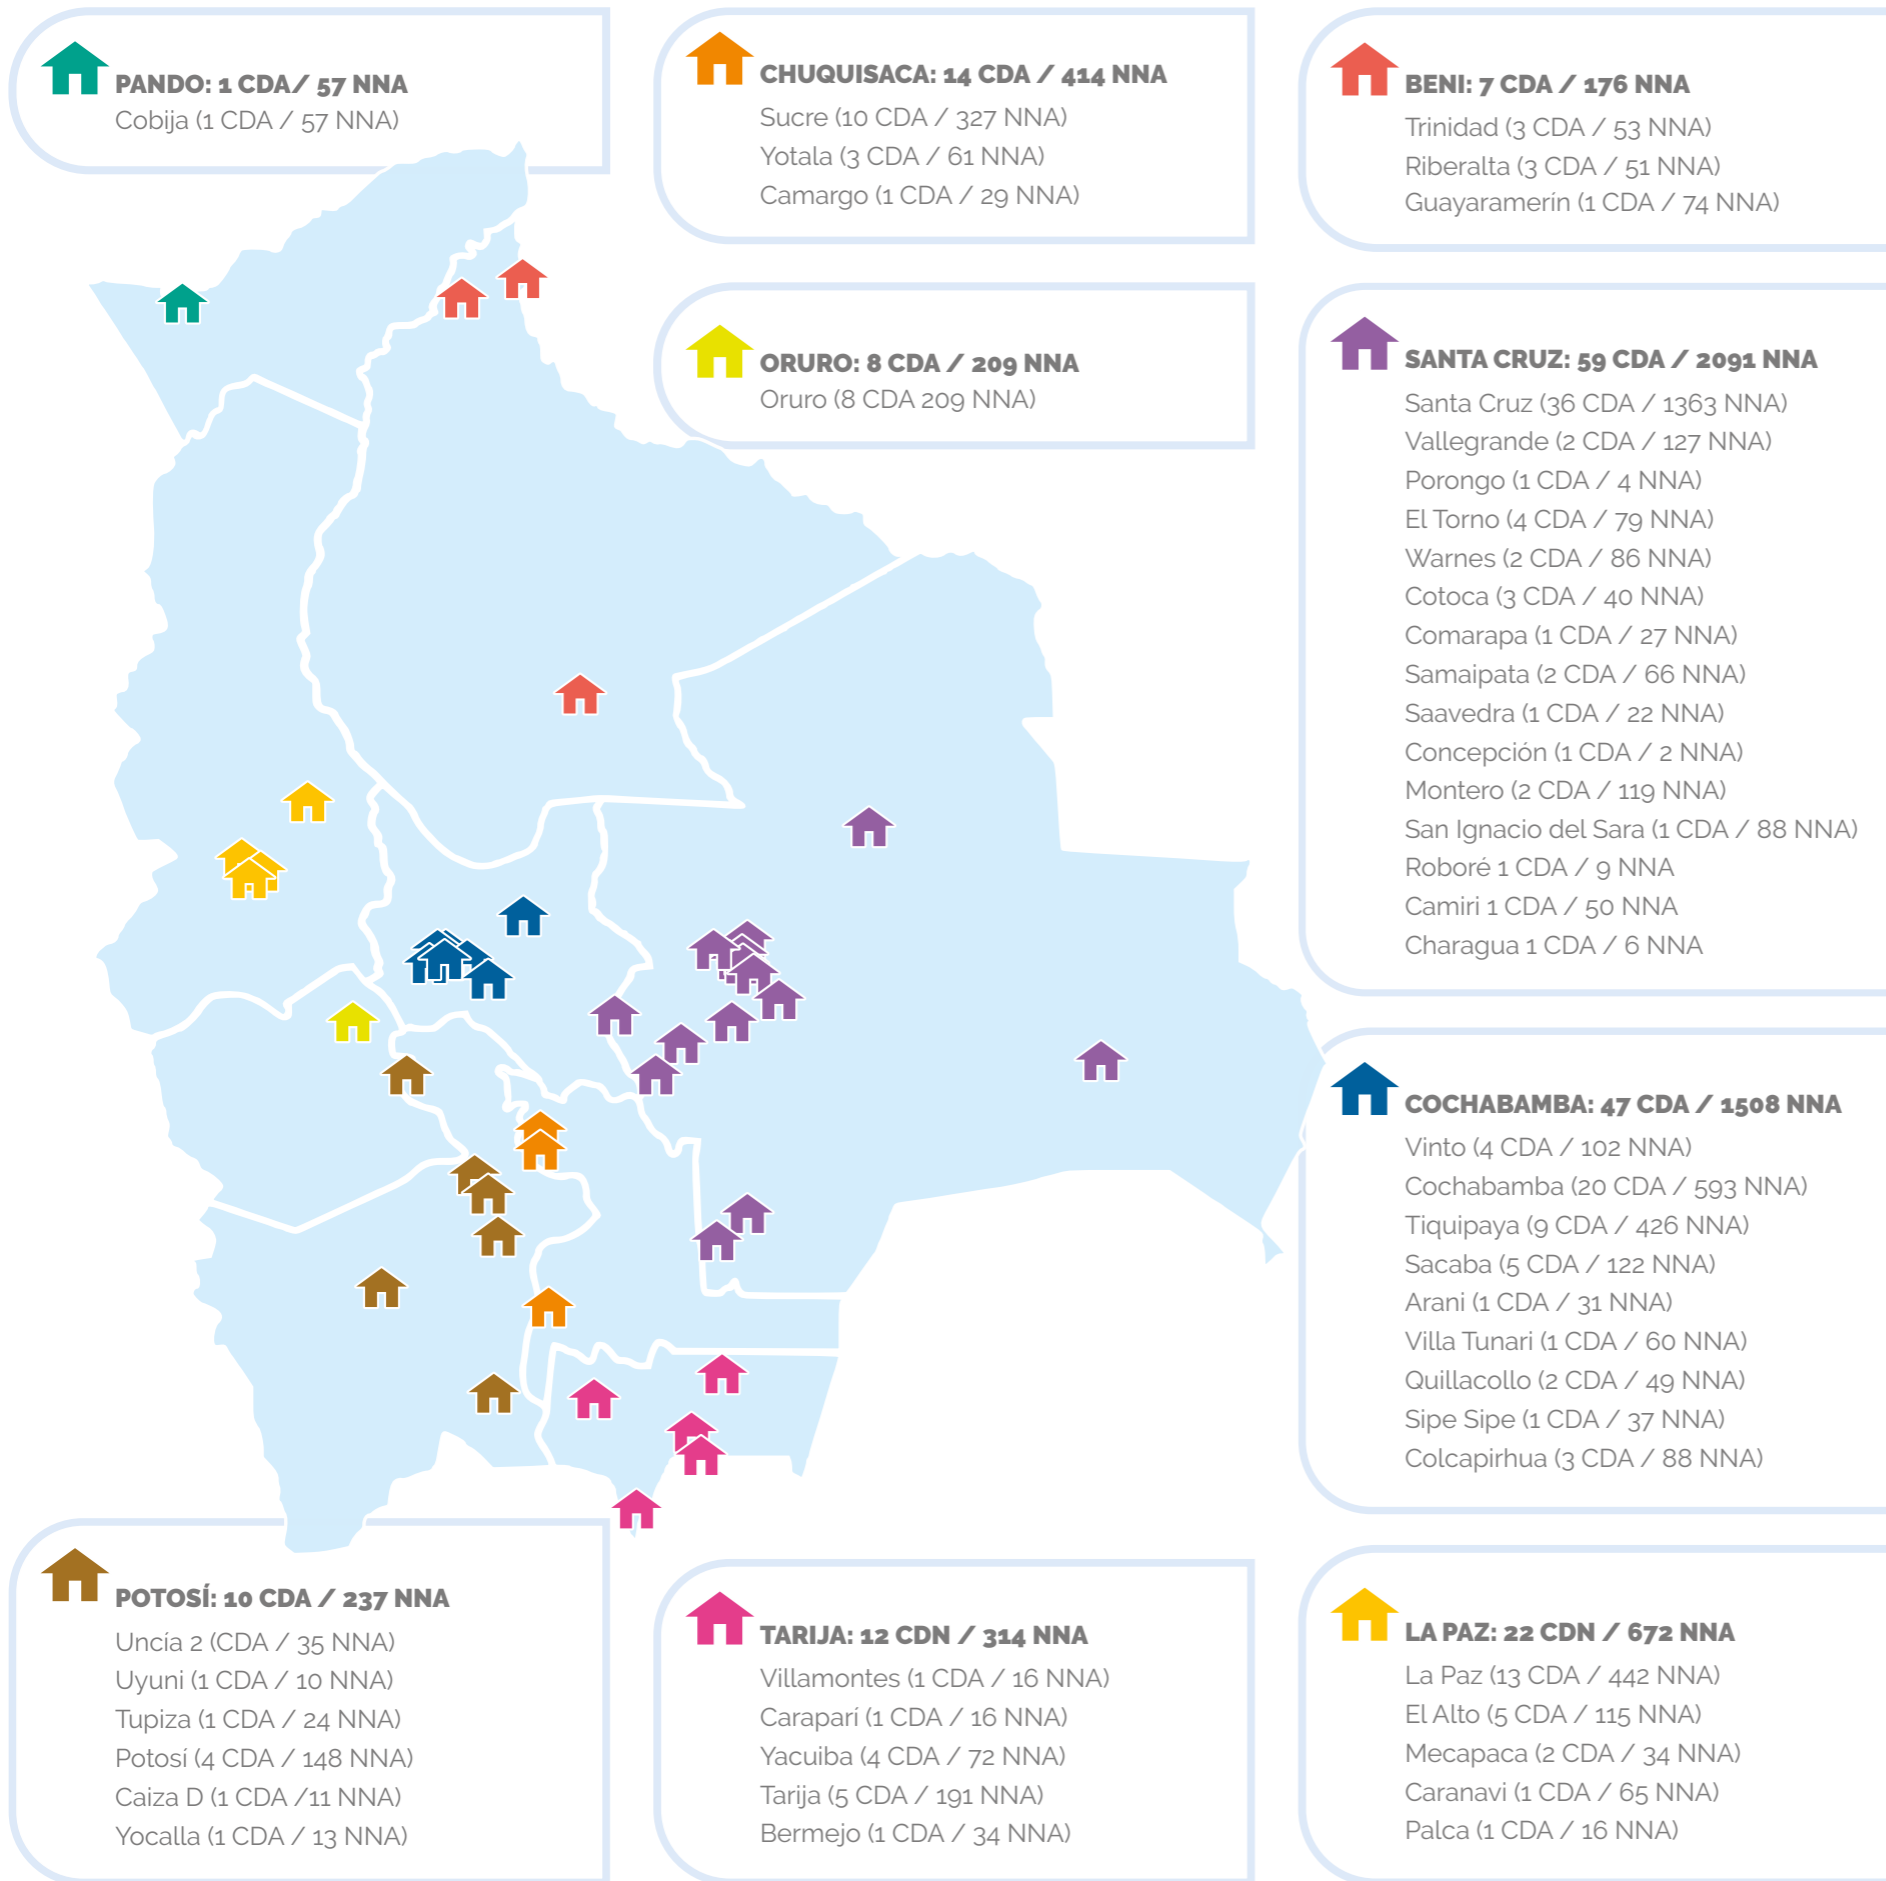 PANDO: 1 CDA/ 57 NNA
Cobija (1 CDA / 57 NNA)
CHUQUISACA: 14 CDA / 414 NNA
Sucre (10 CDA / 327 NNA)
Yotala (3 CDA / 61 NNA)
Camargo (1 CDA / 29 NNA)
BENI: 7 CDA / 176 NNA
Trinidad (3 CDA / 53 NNA)
Riberalta (3 CDA / 51 NNA)
Guayaramerín (1 CDA / 74 NNA)
ORURO: 8 CDA / 209 NNA
Oruro (8 CDA 209 NNA)
SANTA CRUZ: 59 CDA / 2091 NNA
Santa Cruz (36 CDA / 1363 NNA)
Vallegrande (2 CDA / 127 NNA)
Porongo (1 CDA / 4 NNA)
El Torno (4 CDA / 79 NNA)
Warnes (2 CDA / 86 NNA)
Cotoca (3 CDA / 40 NNA)
Comarapa (1 CDA / 27 NNA)
Samaipata (2 CDA / 66 NNA)
Saavedra (1 CDA / 22 NNA)
Concepción (1 CDA / 2 NNA)
Montero (2 CDA / 119 NNA)
San Ignacio del Sara (1 CDA / 88 NNA)
Roboré 1 CDA / 9 NNA
Camiri 1 CDA / 50 NNA
Charagua 1 CDA / 6 NNA
COCHABAMBA: 47 CDA / 1508 NNA
Vinto (4 CDA / 102 NNA)
Cochabamba (20 CDA / 593 NNA)
Tiquipaya (9 CDA / 426 NNA)
Sacaba (5 CDA / 122 NNA)
Arani (1 CDA / 31 NNA)
Villa Tunari (1 CDA / 60 NNA)
Quillacollo (2 CDA / 49 NNA)
Sipe Sipe (1 CDA / 37 NNA)
Colcapirhua (3 CDA / 88 NNA)
POTOSÍ: 10 CDA / 237 NNA
Uncía 2 (CDA / 35 NNA)
Uyuni (1 CDA / 10 NNA)
Tupiza (1 CDA / 24 NNA)
Potosí (4 CDA / 148 NNA)
Caiza D (1 CDA /11 NNA)
Yocalla (1 CDA / 13 NNA)
TARIJA: 12 CDN / 314 NNA
Villamontes (1 CDA / 16 NNA)
Caraparí (1 CDA / 16 NNA)
Yacuiba (4 CDA / 72 NNA)
Tarija (5 CDA / 191 NNA)
Bermejo (1 CDA / 34 NNA)
LA PAZ: 22 CDN / 672 NNA
La Paz (13 CDA / 442 NNA)
El Alto (5 CDA / 115 NNA)
Mecapaca (2 CDA / 34 NNA)
Caranavi (1 CDA / 65 NNA)
Palca (1 CDA / 16 NNA)